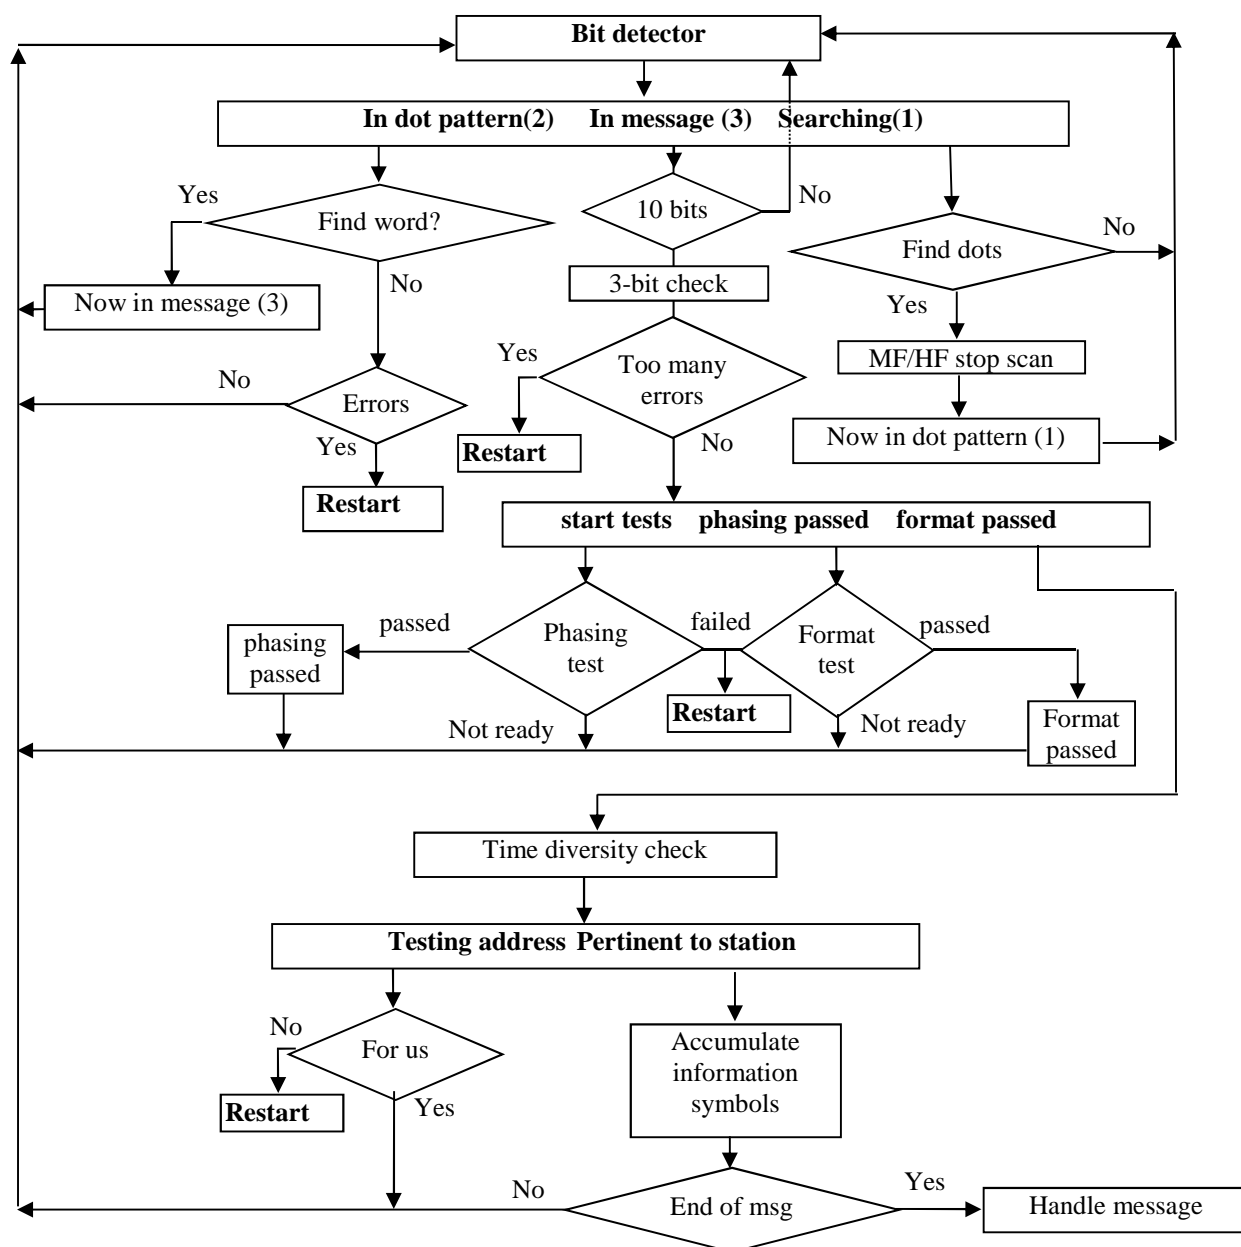 Bit detector
In dot pattern(2) In message (3) Searching(1)
Yes
Find word?
10 bits
No
Find dots
No
No
3-bit check
Now in message (3)
Yes
Yes
Too many
errors
MF/HF stop scan
No
Errors
Yes
No
Now in dot pattern (1)
Restart
Restart
start tests phasing passed format passed
passed
Phasing
test
failed
Format
test
passed
phasing
passed
Restart
Not ready
Not ready
Format
passed
Time diversity check
Testing address Pertinent to station
No
For us
Accumulate
information
symbols
Restart
Yes
No
End of msg
Yes
Handle message